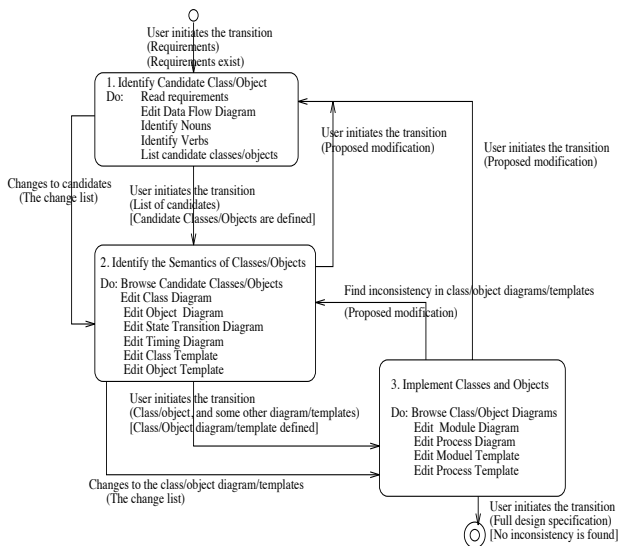 User initiates the transition
(Requirements)
(Requirements exist)
1. Identify Candidate Class/Object
Do: Read requirements
Edit Data Flow Diagram
Identify Nouns
Identify Verbs
List candidate classes/objects
User initiates the transition
(Proposed modification)
User initiates the transition
(Proposed modification)
Changes to candidates
(The change list)
User initiates the transition
(List of candidates)
[Candidate Classes/Objects are defined]
2. Identify the Semantics of Classes/Objects
Do: Browse Candidate Classes/Objects
Edit Class Diagram
Edit Object Diagram
Edit State Transition Diagram
Edit Timing Diagram
Edit Class Template
Edit Object Template
Find inconsistency in class/object diagrams/templates
(Proposed modification)
User initiates the transition
(Class/object, and some other diagram/templates)
[Class/Object diagram/template defined]
3. Implement Classes and Objects
Do: Browse Class/Object Diagrams
Edit Module Diagram
Edit Process Diagram
Edit Moduel Template
Edit Process Template
Changes to the class/object diagram/templates
(The change list)
User initiates the transition
(Full design specification)
[No inconsistency is found]